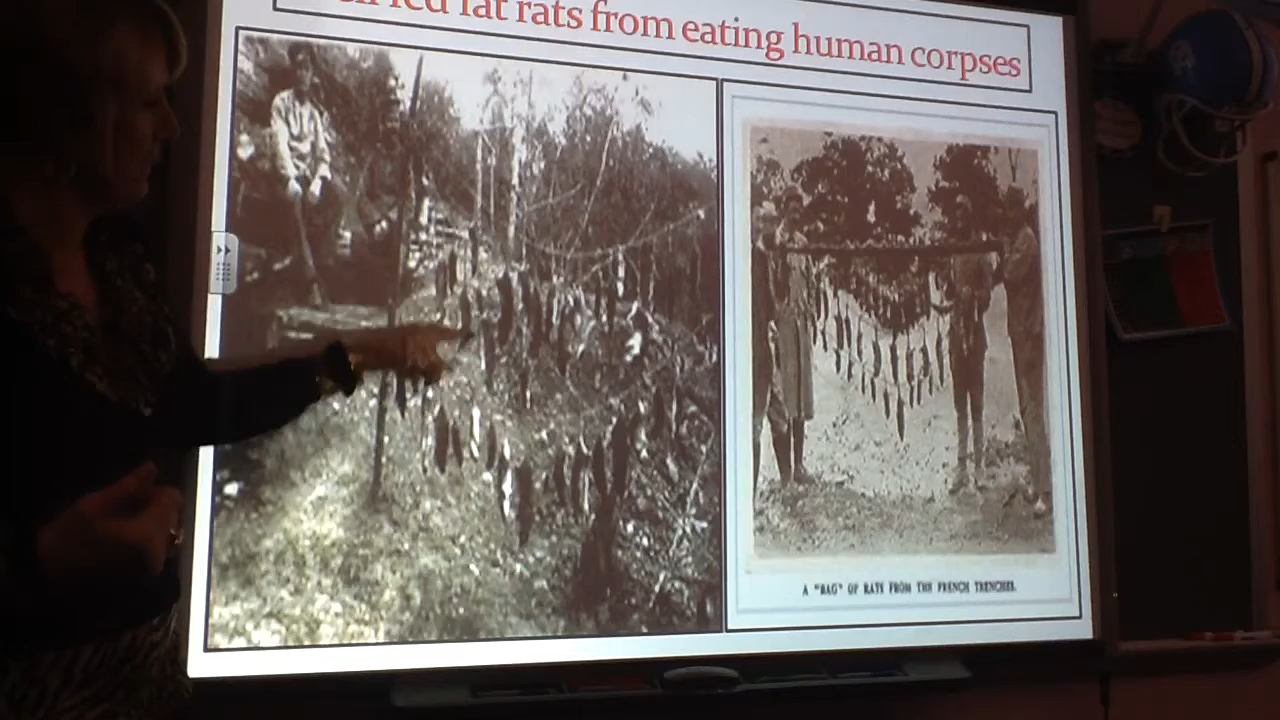 fat rats from eating human corpses
A "BAG" OF RATS FROM THE FRENCH TRENCHES.